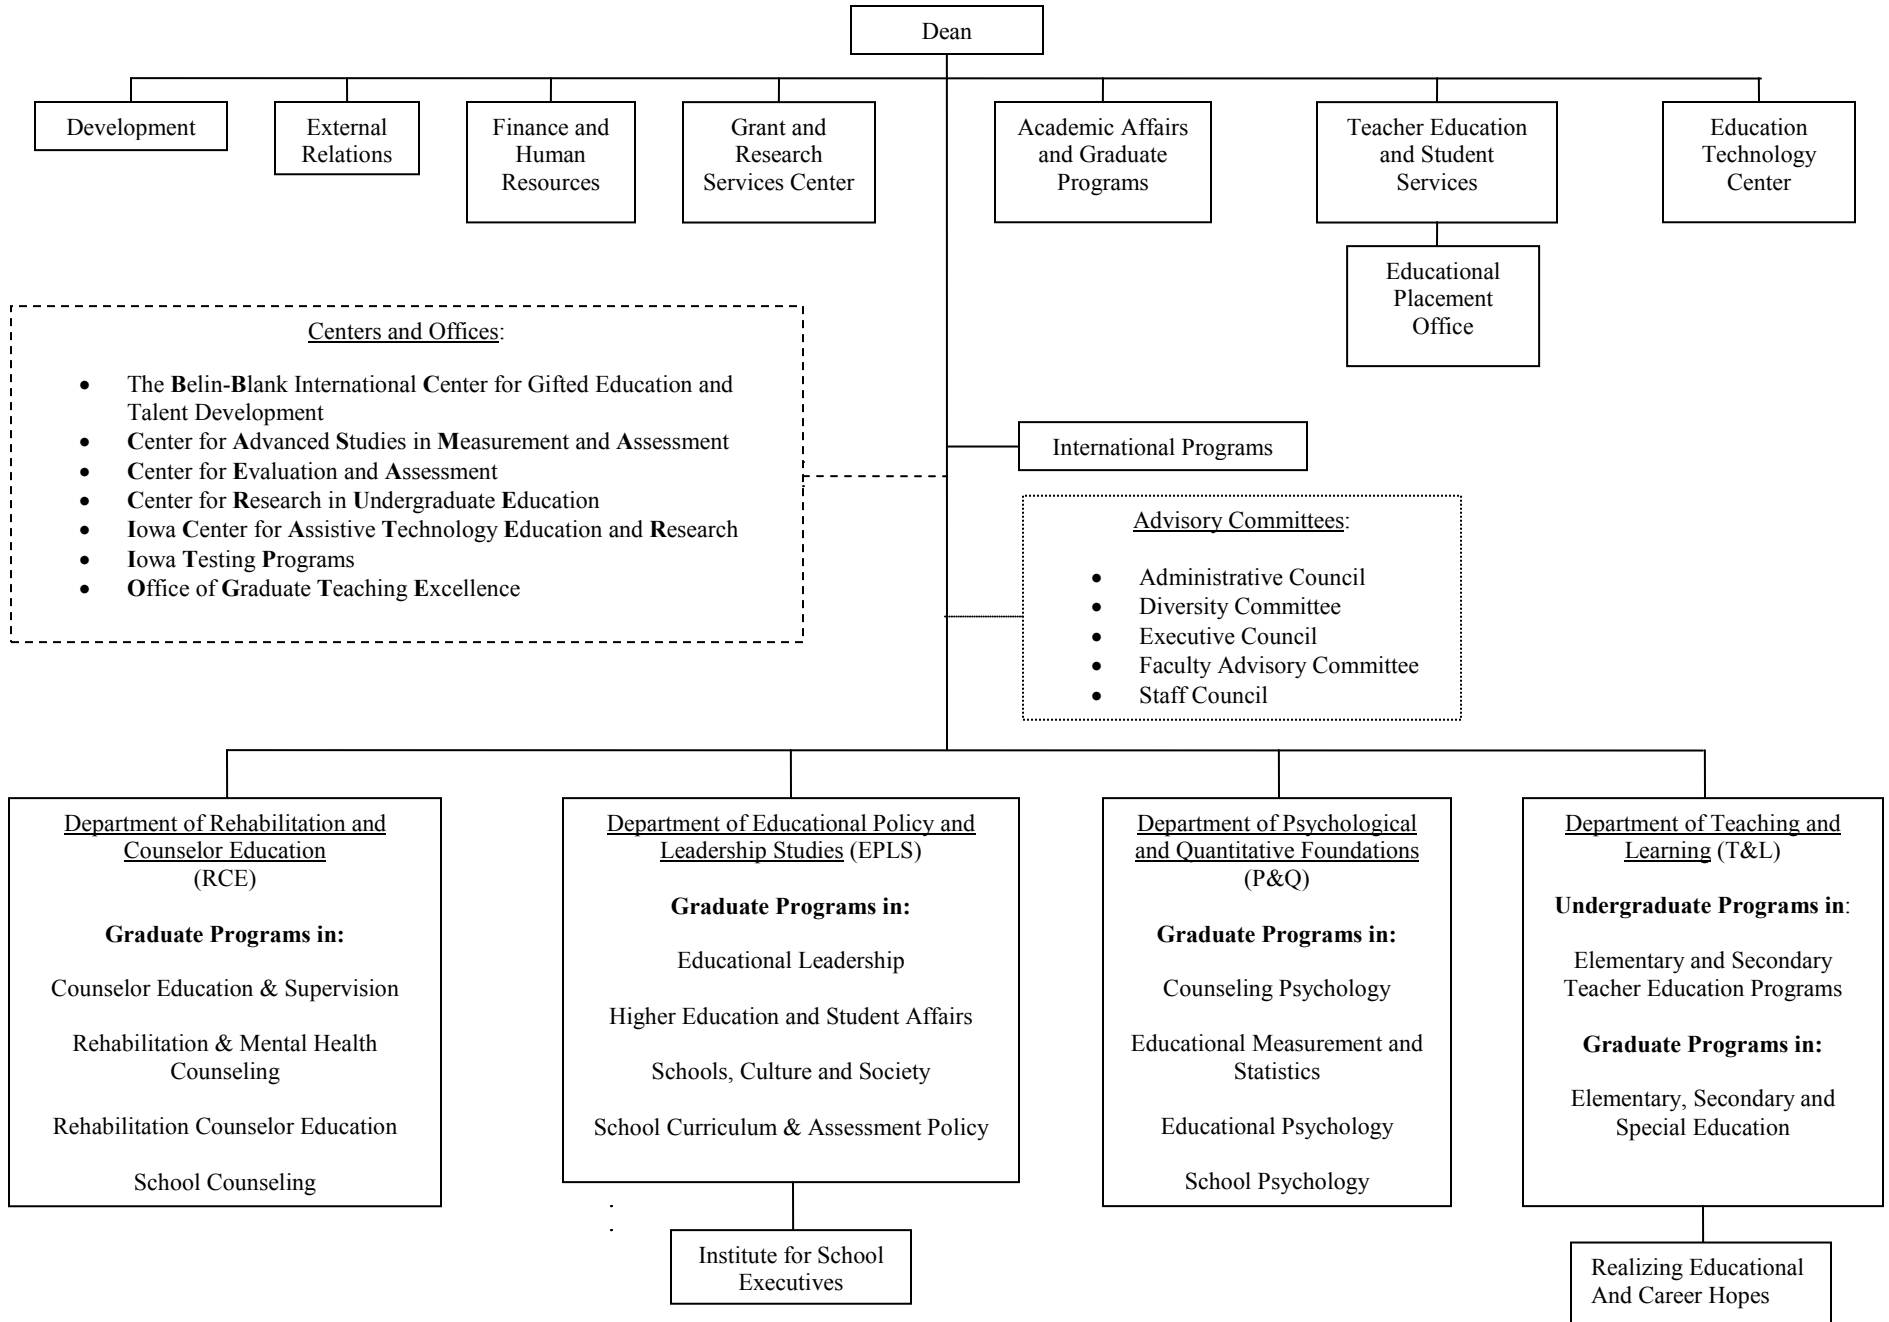 Dean
Development
External
Relations
Finance and
Human
Resources
Grant and
Research
Services Center
Academic Affairs
and Graduate
Programs
Teacher Education
and Student
Services
Education
Technology
Center
Educational
Placement
Office
Centers and Offices:
• The Belin-Blank International Center for Gifted Education and
Talent Development
• Center for Advanced Studies in Measurement and Assessment
• Center for Evaluation and Assessment
• Center for Research in Undergraduate Education
• Iowa Center for Assistive Technology Education and Research
• Iowa Testing Programs
• Office of Graduate Teaching Excellence
International Programs
Advisory Committees:
• Administrative Council
• Diversity Committee
• Executive Council
• Faculty Advisory Committee
• Staff Council
Department of Rehabilitation and
Counselor Education
(RCE)
Graduate Programs in:
Counselor Education & Supervision
Rehabilitation & Mental Health
Counseling
Rehabilitation Counselor Education
School Counseling
Department of Educational Policy and
Leadership Studies (EPLS)
Graduate Programs in:
Educational Leadership
Higher Education and Student Affairs
Schools, Culture and Society
School Curriculum & Assessment Policy
Institute for School
Executives
Department of Psychological
and Quantitative Foundations
(P&Q)
Graduate Programs in:
Counseling Psychology
Educational Measurement and
Statistics
Educational Psychology
School Psychology
Department of Teaching and
Learning (T&L)
Undergraduate Programs in:
Elementary and Secondary
Teacher Education Programs
Graduate Programs in:
Elementary, Secondary and
Special Education
Realizing Educational
And Career Hopes